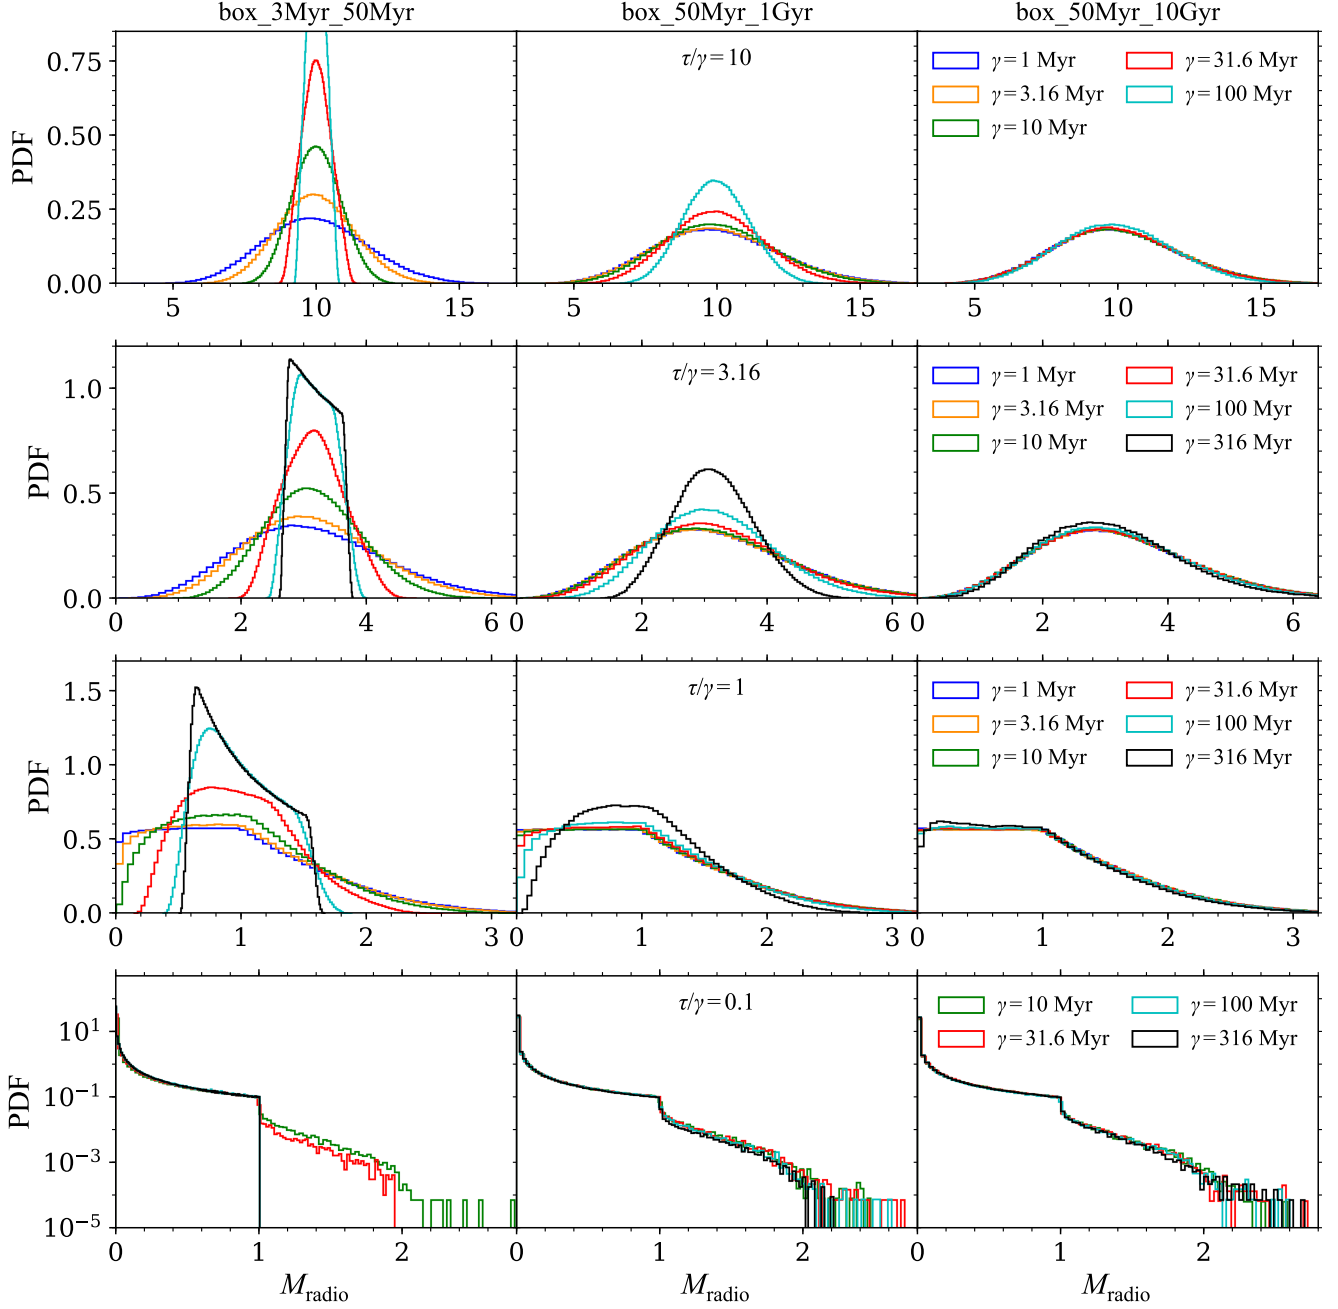 box_3Myr_50Myr box_50Myr_1Gyr box_50Myr_10Gyr
PDF
0.75
0.50
0.25
0.00
τ/γ = 10
γ = 1 Myr γ = 31.6 Myr
γ = 3.16 Myr γ = 100 Myr
γ = 10 Myr
5 10 15 5 10 15 5 10 15
PDF
1.0
0.5
0.0
τ/γ = 3.16
γ = 1 Myr γ = 31.6 Myr
γ = 3.16 Myr γ = 100 Myr
γ = 10 Myr γ = 316 Myr
0 2 4 6 0 2 4 6 0 2 4 6
PDF
1.5
1.0
0.5
0.0
τ/γ = 1
γ = 1 Myr γ = 31.6 Myr
γ = 3.16 Myr γ = 100 Myr
γ = 10 Myr γ = 316 Myr
0 1 2 3 0 1 2 3 0 1 2 3
PDF
10¹
10⁻¹
10⁻³
10⁻⁵
τ/γ = 0.1
γ = 10 Myr γ = 100 Myr
γ = 31.6 Myr γ = 316 Myr
0 1 2 0 1 2 0 1 2
M_radio M_radio M_radio